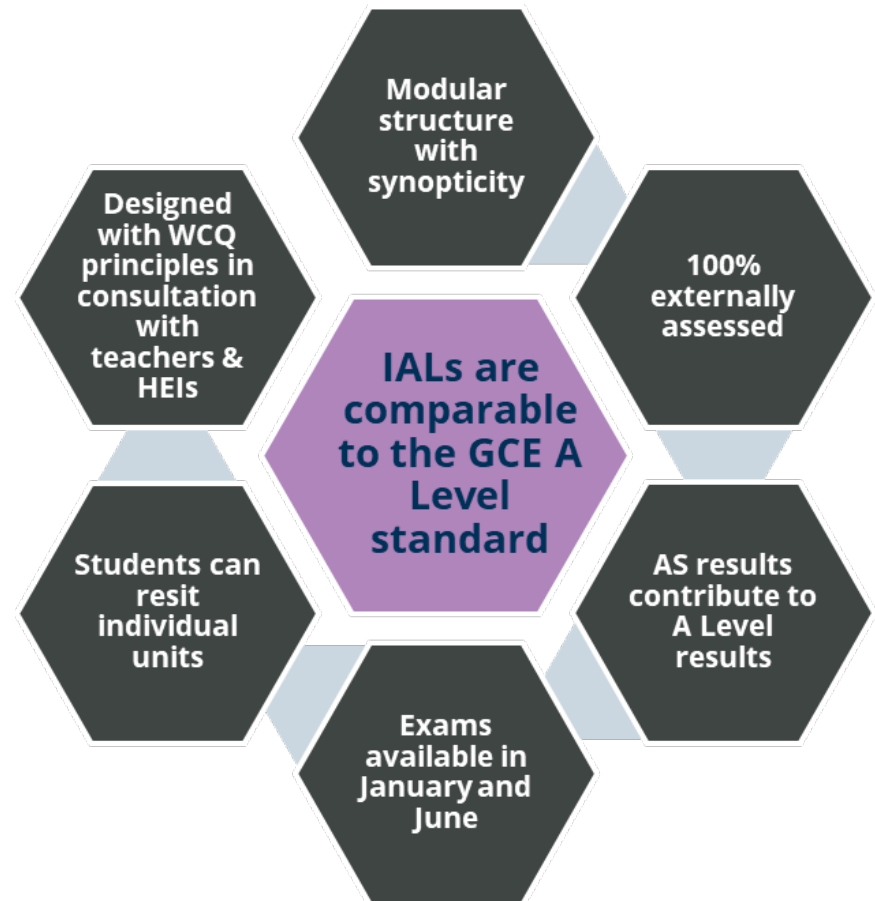 Modular
structure
with
synopticity
100%
externally
assessed
AS results
contribute to
A Level
results
Exams
available in
January and
June
Students can
resit
individual
units
Designed
with WCQ
principles in
consultation
with
teachers &
HEIs
IALs are
comparable
to the GCE A
Level
standard